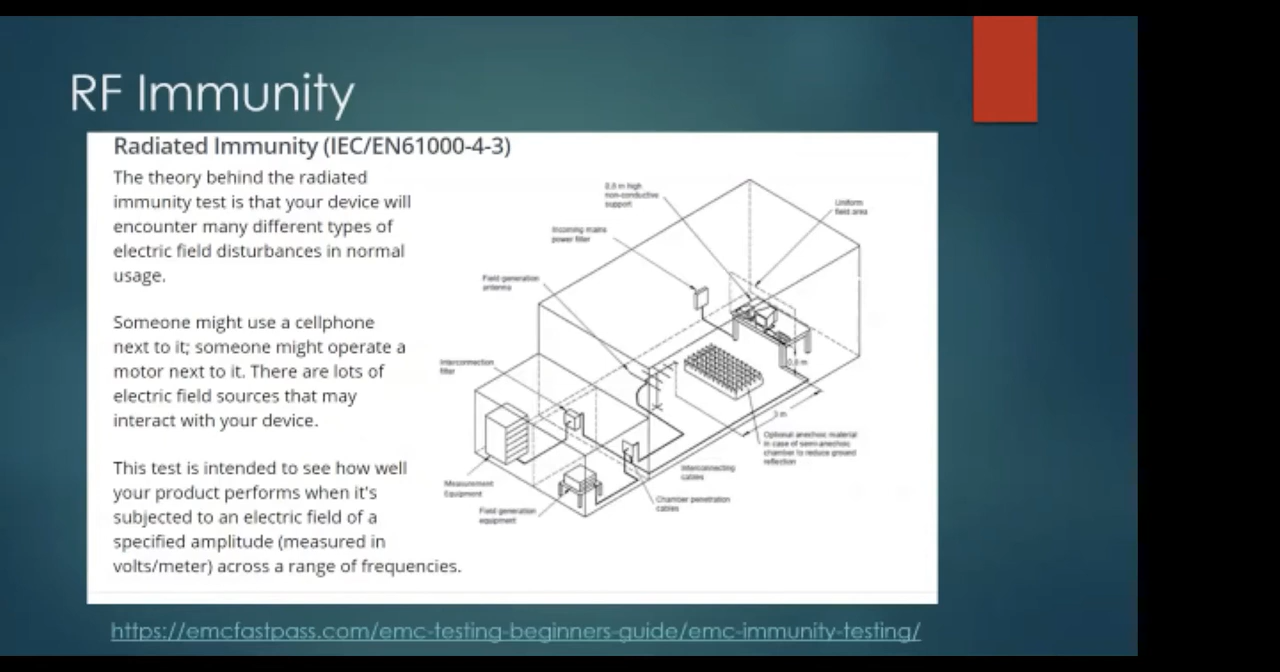 RF Immunity
Radiated Immunity (IEC/EN61000-4-3)
The theory behind the radiated
immunity test is that your device will
encounter many different types of
electric field disturbances in normal
usage.
Someone might use a cellphone
next to it; someone might operate a
motor next to it. There are lots of
electric field sources that may
interact with your device.
This test is intended to see how well
your product performs when it's
subjected to an electric field of a
specified amplitude (measured in
volts/meter) across a range of frequencies.
0,8 m high
non-conductive
support
Uniform
field area
Incoming mains
power filter
Field generation
antenna
Interconnection
filter
0,8 m
3 m
Optional anechoic material
in case of semi-anechoic
chamber to reduce ground
reflection
Interconnecting
cables
Measurement
Equipment
Chamber penetration
cables
Field generation
equipment
https://emcfastpass.com/emc-testing-beginners-guide/emc-immunity-testing/